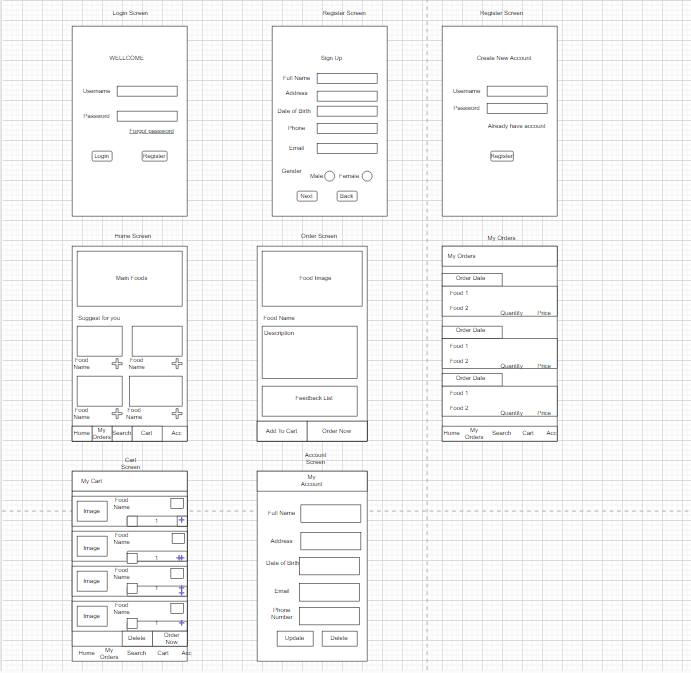 Login Screen
WELLCOME
Username
Password
Forgot password
Login
Register
Register Screen
Sign Up
Full Name
Address
Date of Birth
Phone
Email
Gender
Male
Female
Next
Back
Register Screen
Create New Account
Username
Password
Already have account
Register
Home Screen
Main Foods
Suggest for you
Food
Name
Food
Name
Food
Name
Food
Name
Home
My
Orders
Search
Cart
Acc
Order Screen
Food Image
Food Name
Description
Feedback List
Add To Cart
Order Now
My Orders
My Orders
Order Date
Food 1
Food 2
Quantity
Price
Order Date
Food 1
Food 2
Quantity
Price
Order Date
Food 1
Food 2
Quantity
Price
Home
My
Orders
Search
Cart
Acc
Cart
Screen
My Cart
Image
Food
Name
1
Image
Food
Name
1
Image
Food
Name
1
Image
Food
Name
1
Delete
Order
Now
Home
My
Orders
Search
Cart
Acc
Account
Screen
My
Account
Full Name
Address
Date of Birth
Email
Phone
Number
Update
Delete